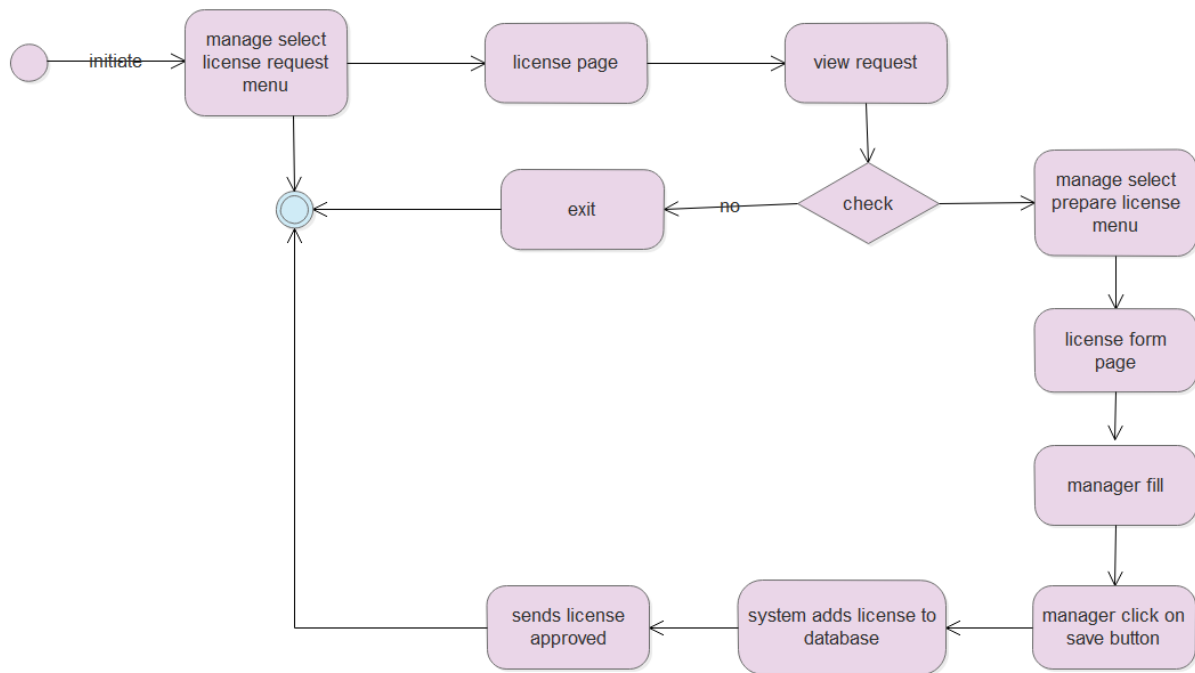 initiate
manage select
license request
menu
license page
view request
exit
no
check
manage select
prepare license
menu
license form
page
manager fill
sends license
approved
system adds license to
database
manager click on
save button